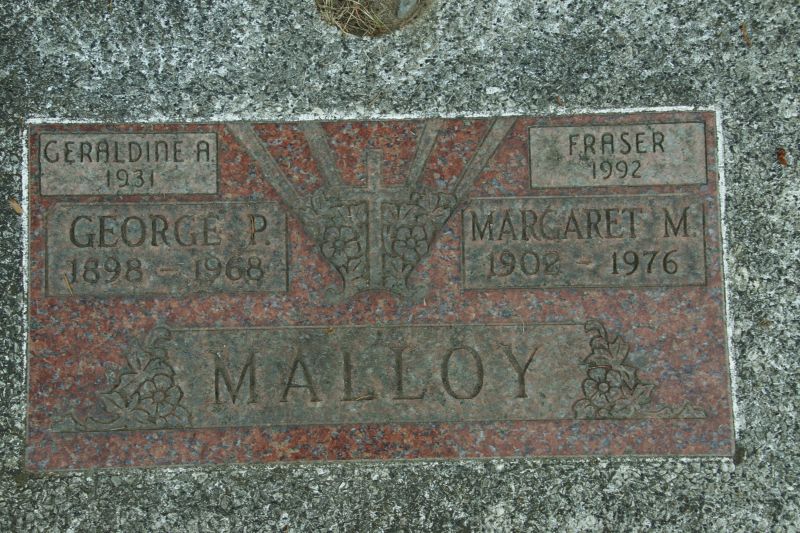 GERALDINE A.
1931
FRASER
1992
GEORGE P.
1898 – 1968
MARGARET M.
1902 – 1976
MALLOY